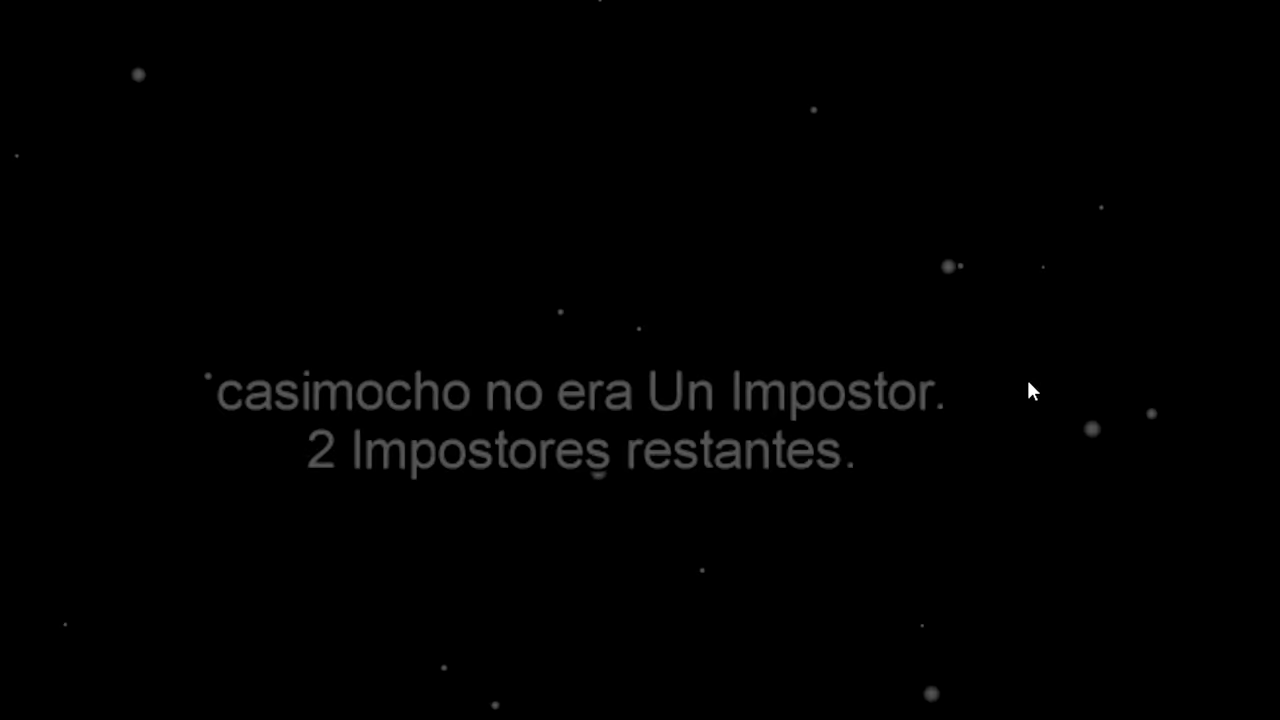 casimocho no era Un Impostor.
2 Impostores restantes.